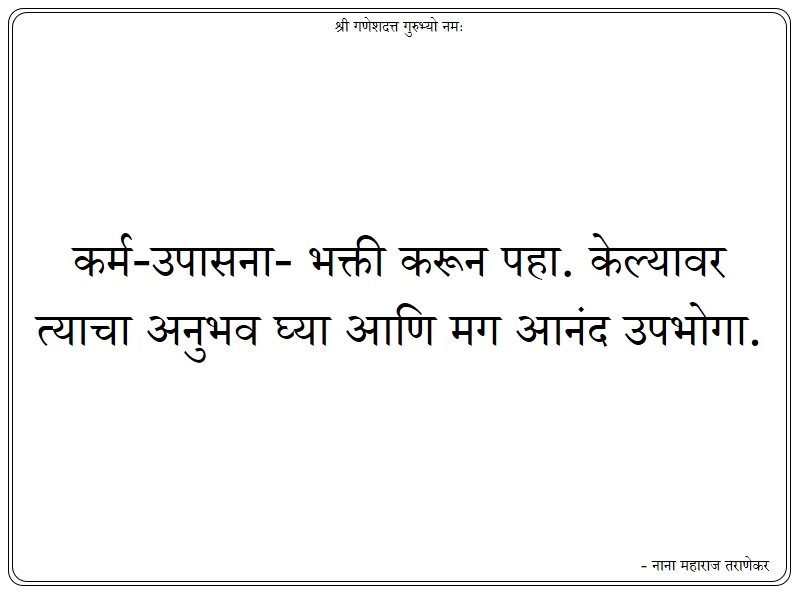 श्री गणेशदत्त गुरुभ्यो नमः
कर्म-उपासना- भक्ती करून पहा. केल्यावर
त्याचा अनुभव घ्या आणि मग आनंद उपभोगा.
- नाना महाराज तराणेकर